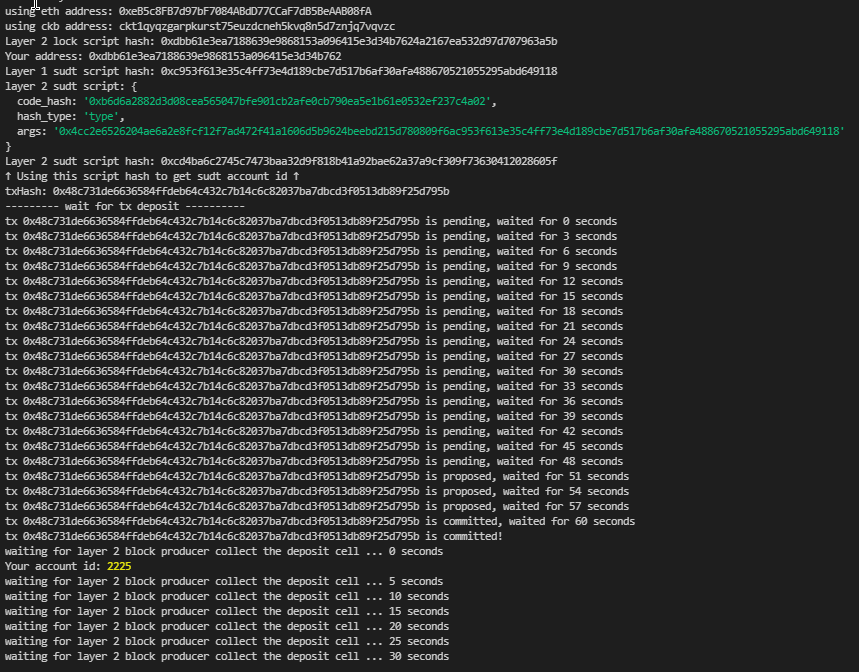 using eth address: 0xeB5c8FB7d97bF7084ABdD77CCaF7dB5BeAAB08fA
using ckb address: ckt1qyqzgarpkurst75euzdcneh5kvq8n5d7znjq7vqvzc
Layer 2 lock script hash: 0xdbb61e3ea7188639e9868153a096415e3d34b7624a2167ea532d97d707963a5b
Your address: 0xdbb61e3ea7188639e9868153a096415e3d34b762
Layer 1 sudt script hash: 0xc953f613e35c4ff73e4d189cbe7d517b6af30afa488670521055295abd649118
layer 2 sudt script: {
  code_hash: '0xb6d6a2882d3d08cea565047bfe901cb2afe0cb790ea5e1b61e0532ef237c4a02',
  hash_type: 'type',
  args: '0x4cc2e6526204ae6a2e8fcf12f7ad472f41a1606d5b9624beebd215d780809f6ac953f613e35c4ff73e4d189cbe7d517b6af30afa488670521055295abd649118'
}
Layer 2 sudt script hash: 0xcd4ba6c2745c7473baa32d9f818b41a92bae62a37a9cf309f73630412028605f
↑ Using this script hash to get sudt account id ↑
txHash: 0x48c731de6636584ffdeb64c432c7b14c6c82037ba7dbcd3f0513db89f25d795b
--------- wait for tx deposit ----------
tx 0x48c731de6636584ffdeb64c432c7b14c6c82037ba7dbcd3f0513db89f25d795b is pending, waited for 0 seconds
tx 0x48c731de6636584ffdeb64c432c7b14c6c82037ba7dbcd3f0513db89f25d795b is pending, waited for 3 seconds
tx 0x48c731de6636584ffdeb64c432c7b14c6c82037ba7dbcd3f0513db89f25d795b is pending, waited for 6 seconds
tx 0x48c731de6636584ffdeb64c432c7b14c6c82037ba7dbcd3f0513db89f25d795b is pending, waited for 9 seconds
tx 0x48c731de6636584ffdeb64c432c7b14c6c82037ba7dbcd3f0513db89f25d795b is pending, waited for 12 seconds
tx 0x48c731de6636584ffdeb64c432c7b14c6c82037ba7dbcd3f0513db89f25d795b is pending, waited for 15 seconds
tx 0x48c731de6636584ffdeb64c432c7b14c6c82037ba7dbcd3f0513db89f25d795b is pending, waited for 18 seconds
tx 0x48c731de6636584ffdeb64c432c7b14c6c82037ba7dbcd3f0513db89f25d795b is pending, waited for 21 seconds
tx 0x48c731de6636584ffdeb64c432c7b14c6c82037ba7dbcd3f0513db89f25d795b is pending, waited for 24 seconds
tx 0x48c731de6636584ffdeb64c432c7b14c6c82037ba7dbcd3f0513db89f25d795b is pending, waited for 27 seconds
tx 0x48c731de6636584ffdeb64c432c7b14c6c82037ba7dbcd3f0513db89f25d795b is pending, waited for 30 seconds
tx 0x48c731de6636584ffdeb64c432c7b14c6c82037ba7dbcd3f0513db89f25d795b is pending, waited for 33 seconds
tx 0x48c731de6636584ffdeb64c432c7b14c6c82037ba7dbcd3f0513db89f25d795b is pending, waited for 36 seconds
tx 0x48c731de6636584ffdeb64c432c7b14c6c82037ba7dbcd3f0513db89f25d795b is pending, waited for 39 seconds
tx 0x48c731de6636584ffdeb64c432c7b14c6c82037ba7dbcd3f0513db89f25d795b is pending, waited for 42 seconds
tx 0x48c731de6636584ffdeb64c432c7b14c6c82037ba7dbcd3f0513db89f25d795b is pending, waited for 45 seconds
tx 0x48c731de6636584ffdeb64c432c7b14c6c82037ba7dbcd3f0513db89f25d795b is pending, waited for 48 seconds
tx 0x48c731de6636584ffdeb64c432c7b14c6c82037ba7dbcd3f0513db89f25d795b is proposed, waited for 51 seconds
tx 0x48c731de6636584ffdeb64c432c7b14c6c82037ba7dbcd3f0513db89f25d795b is proposed, waited for 54 seconds
tx 0x48c731de6636584ffdeb64c432c7b14c6c82037ba7dbcd3f0513db89f25d795b is proposed, waited for 57 seconds
tx 0x48c731de6636584ffdeb64c432c7b14c6c82037ba7dbcd3f0513db89f25d795b is committed, waited for 60 seconds
tx 0x48c731de6636584ffdeb64c432c7b14c6c82037ba7dbcd3f0513db89f25d795b is committed!
waiting for layer 2 block producer collect the deposit cell ... 0 seconds
Your account id: 2225
waiting for layer 2 block producer collect the deposit cell ... 5 seconds
waiting for layer 2 block producer collect the deposit cell ... 10 seconds
waiting for layer 2 block producer collect the deposit cell ... 15 seconds
waiting for layer 2 block producer collect the deposit cell ... 20 seconds
waiting for layer 2 block producer collect the deposit cell ... 25 seconds
waiting for layer 2 block producer collect the deposit cell ... 30 seconds